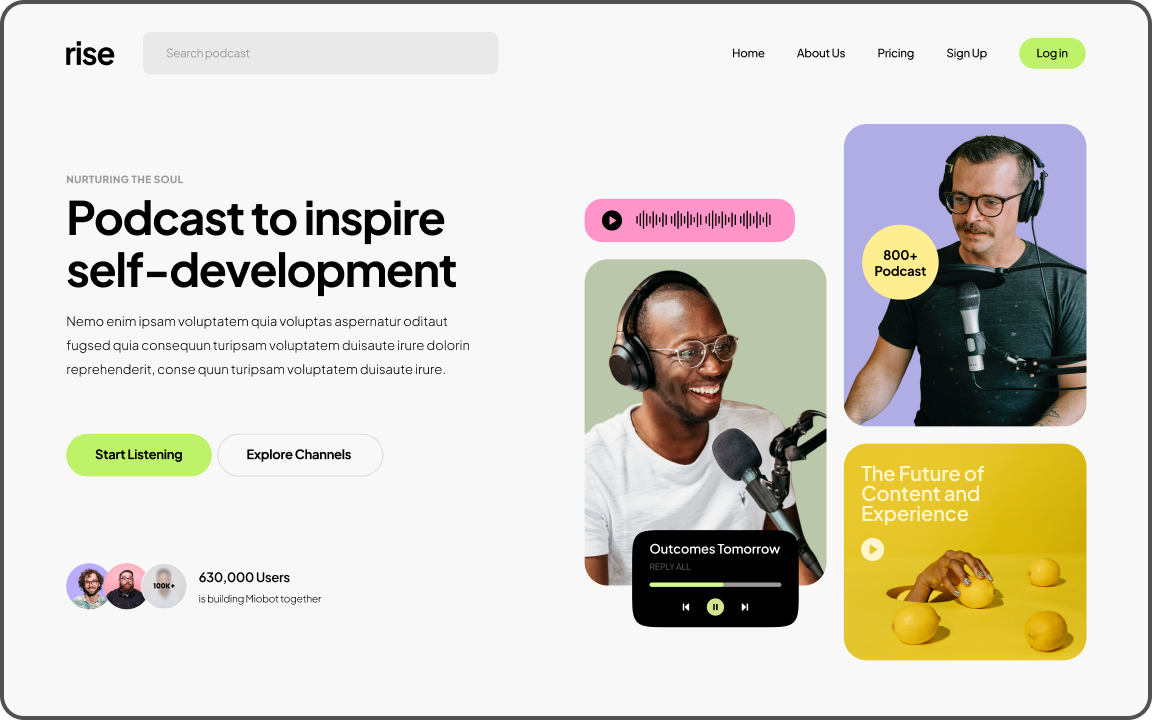 rise
Search podcast
Home
About Us
Pricing
Sign Up
Log in
NURTURING THE SOUL
Podcast to inspire
self-development
Nemo enim ipsam voluptatem quia voluptas aspernatur oditaut
fugsed quia consequun turipsam voluptatem duisaute irure dolorin
reprehenderit, conse quun turipsam voluptatem duisaute irure.
Start Listening
Explore Channels
100K+
630,000 Users
is building Miobot together
800+
Podcast
Outcomes Tomorrow
REPLY ALL
The Future of
Content and
Experience